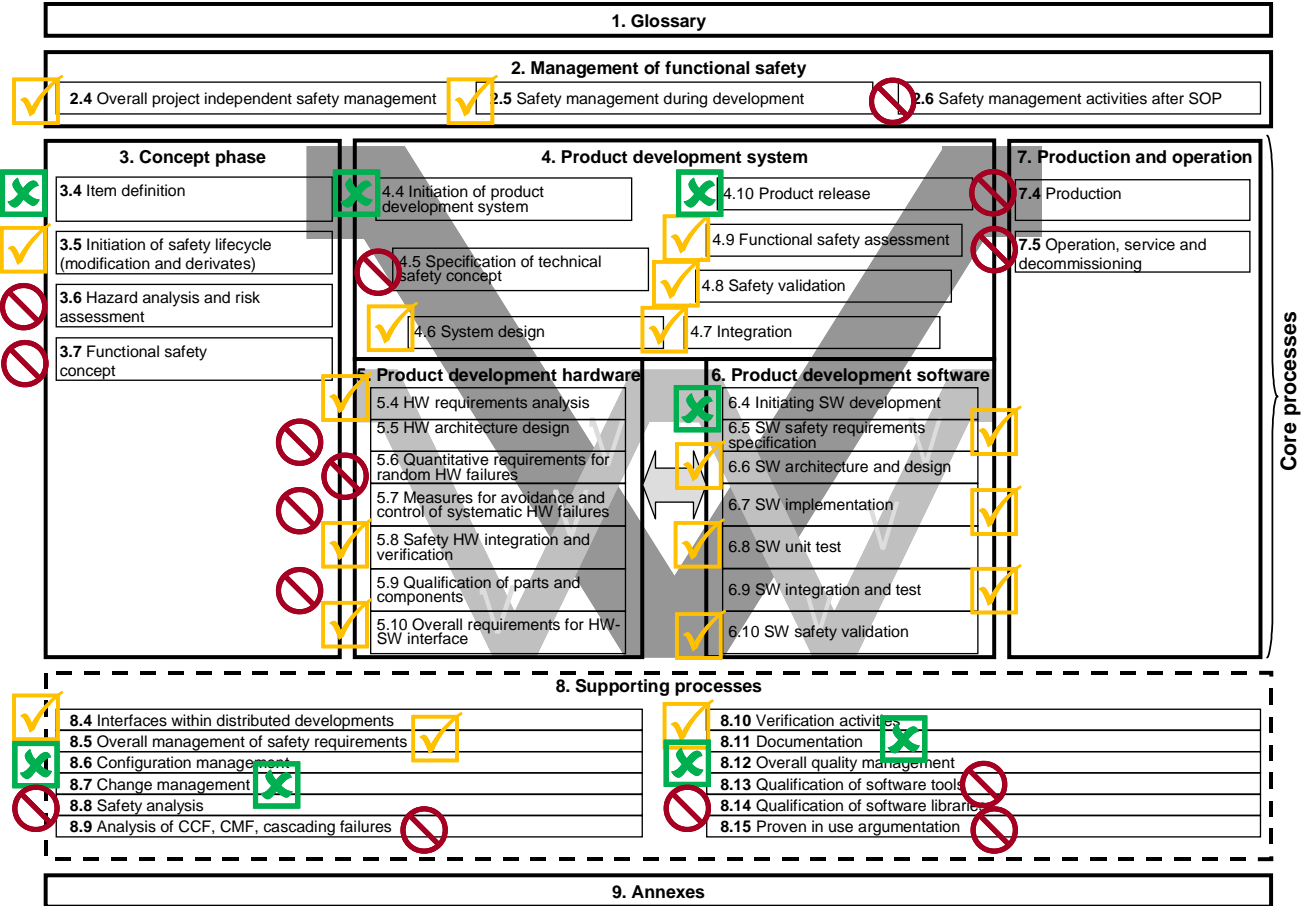 1. Glossary
2. Management of functional safety
2.4 Overall project independent safety management
2.5 Safety management during development
2.6 Safety management activities after SOP
3. Concept phase
3.4 Item definition
3.5 Initiation of safety lifecycle
(modification and derivates)
3.6 Hazard analysis and risk
assessment
3.7 Functional safety
concept
4. Product development system
4.4 Initiation of product
development system
4.5 Specification of technical
safety concept
4.6 System design
4.10 Product release
4.9 Functional safety assessment
4.8 Safety validation
4.7 Integration
7. Production and operation
7.4 Production
7.5 Operation, service and
decommissioning
5. Product development hardware
5.4 HW requirements analysis
5.5 HW architecture design
5.6 Quantitative requirements for
random HW failures
5.7 Measures for avoidance and
control of systematic HW failures
5.8 Safety HW integration and
verification
5.9 Qualification of parts and
components
5.10 Overall requirements for HW-
SW interface
6. Product development software
6.4 Initiating SW development
6.5 SW safety requirements
specification
6.6 SW architecture and design
6.7 SW implementation
6.8 SW unit test
6.9 SW integration and test
6.10 SW safety validation
Core processes
8. Supporting processes
8.4 Interfaces within distributed developments
8.5 Overall management of safety requirements
8.6 Configuration management
8.7 Change management
8.8 Safety analysis
8.9 Analysis of CCF, CMF, cascading failures
8.10 Verification activities
8.11 Documentation
8.12 Overall quality management
8.13 Qualification of software tools
8.14 Qualification of software libraries
8.15 Proven in use argumentation
9. Annexes